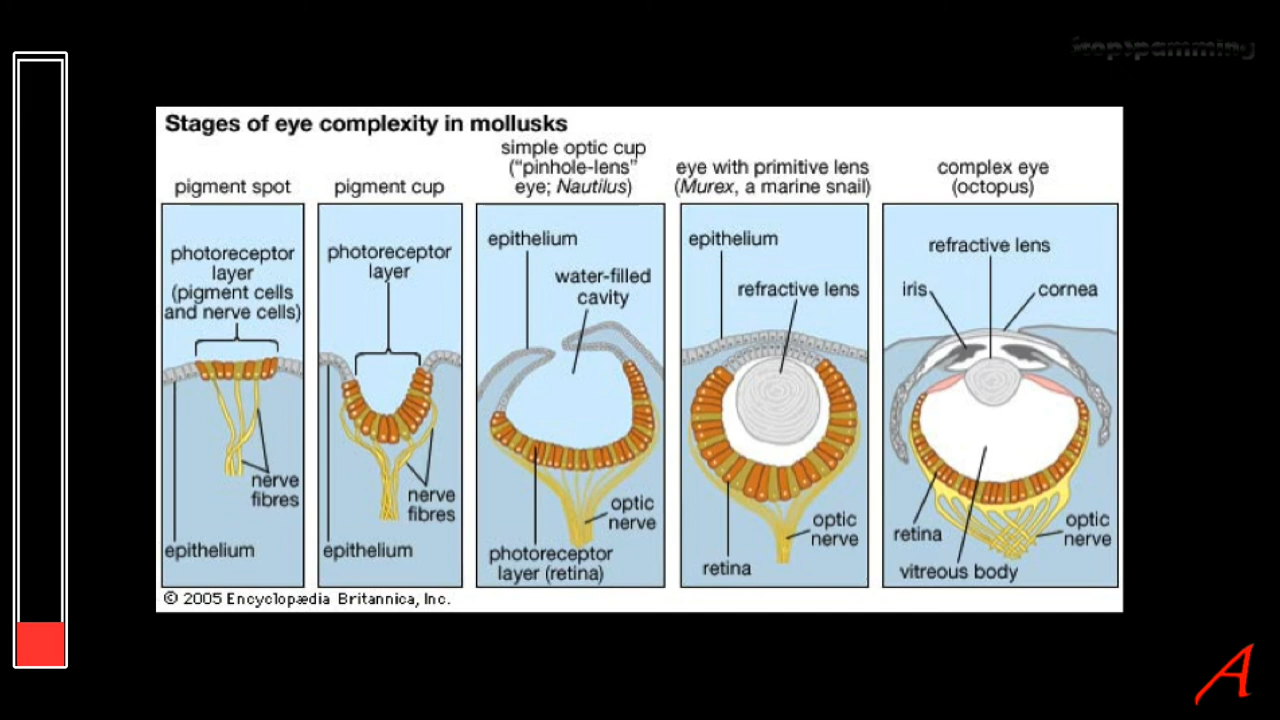 Stages of eye complexity in mollusks
pigment spot
photoreceptor
layer
(pigment cells
and nerve cells)
nerve
fibres
epithelium
pigment cup
photoreceptor
layer
nerve
fibres
epithelium
simple optic cup
("pinhole-lens"
eye; Nautilus)
epithelium
water-filled
cavity
optic
nerve
photoreceptor
layer (retina)
eye with primitive lens
(Murex, a marine snail)
epithelium
refractive lens
optic
nerve
retina
complex eye
(octopus)
refractive lens
iris
cornea
retina
optic
nerve
vitreous body
© 2005 Encyclopædia Britannica, Inc.
A